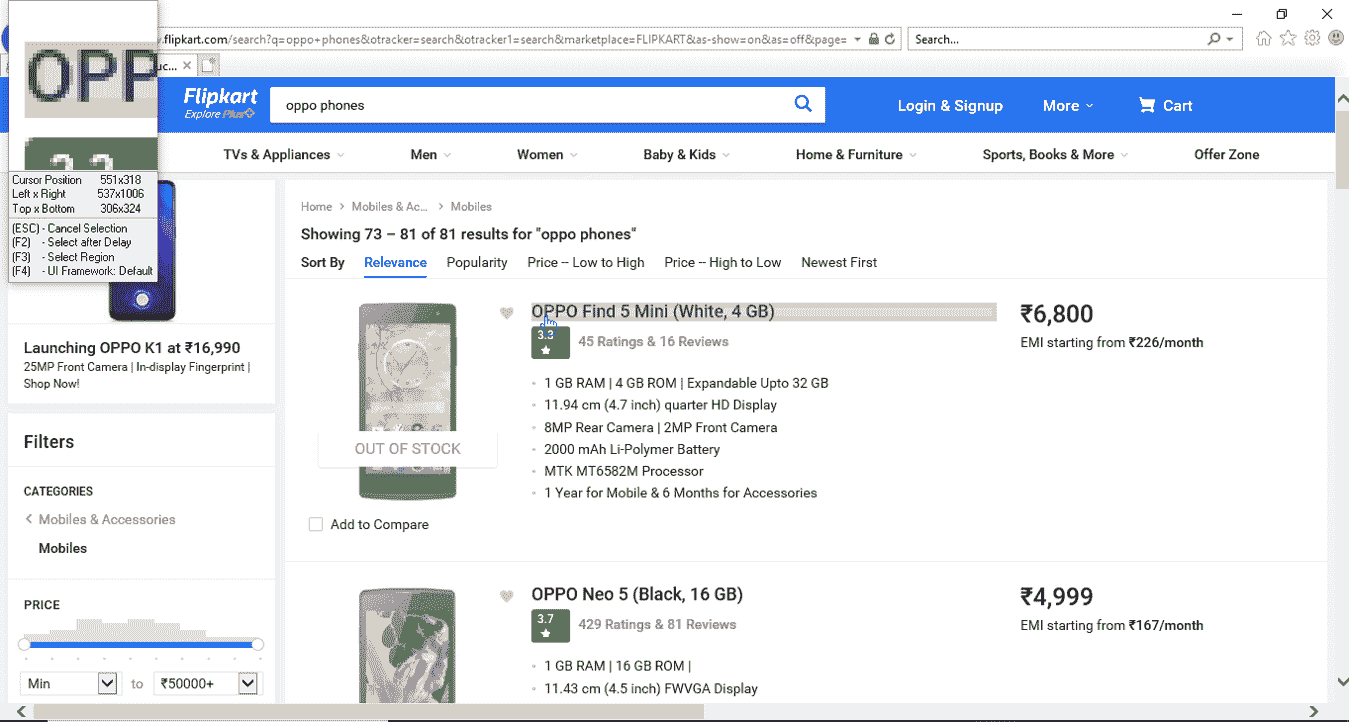 OPP
Cursor Position 551x318
Left x Right 537x1006
Top x Bottom 306x324
(ESC) - Cancel Selection
(F2) - Select after Delay
(F3) - Select Region
(F4) - UI Framework: Default
.flipkart.com/search?q=oppo+phones&otracker=search&otracker1=search&marketplace=FLIPKART&as-show=on&as=off&page=
Search...
uc...
Flipkart
Explore Plus
oppo phones
Login & Signup
More
Cart
TVs & Appliances
Men
Women
Baby & Kids
Home & Furniture
Sports, Books & More
Offer Zone
Launching OPPO K1 at ₹16,990
25MP Front Camera | In-display Fingerprint |
Shop Now!
Filters
CATEGORIES
Mobiles & Accessories
Mobiles
PRICE
Min
to
₹50000+
Home > Mobiles & Ac... > Mobiles
Showing 73 – 81 of 81 results for "oppo phones"
Sort By Relevance Popularity Price -- Low to High Price -- High to Low Newest First
OPPO Find 5 Mini (White, 4 GB)
3.3
45 Ratings & 16 Reviews
1 GB RAM | 4 GB ROM | Expandable Upto 32 GB
11.94 cm (4.7 inch) quarter HD Display
8MP Rear Camera | 2MP Front Camera
2000 mAh Li-Polymer Battery
MTK MT6582M Processor
1 Year for Mobile & 6 Months for Accessories
₹6,800
EMI starting from ₹226/month
OUT OF STOCK
Add to Compare
OPPO Neo 5 (Black, 16 GB)
3.7
429 Ratings & 81 Reviews
1 GB RAM | 16 GB ROM |
11.43 cm (4.5 inch) FWVGA Display
₹4,999
EMI starting from ₹167/month